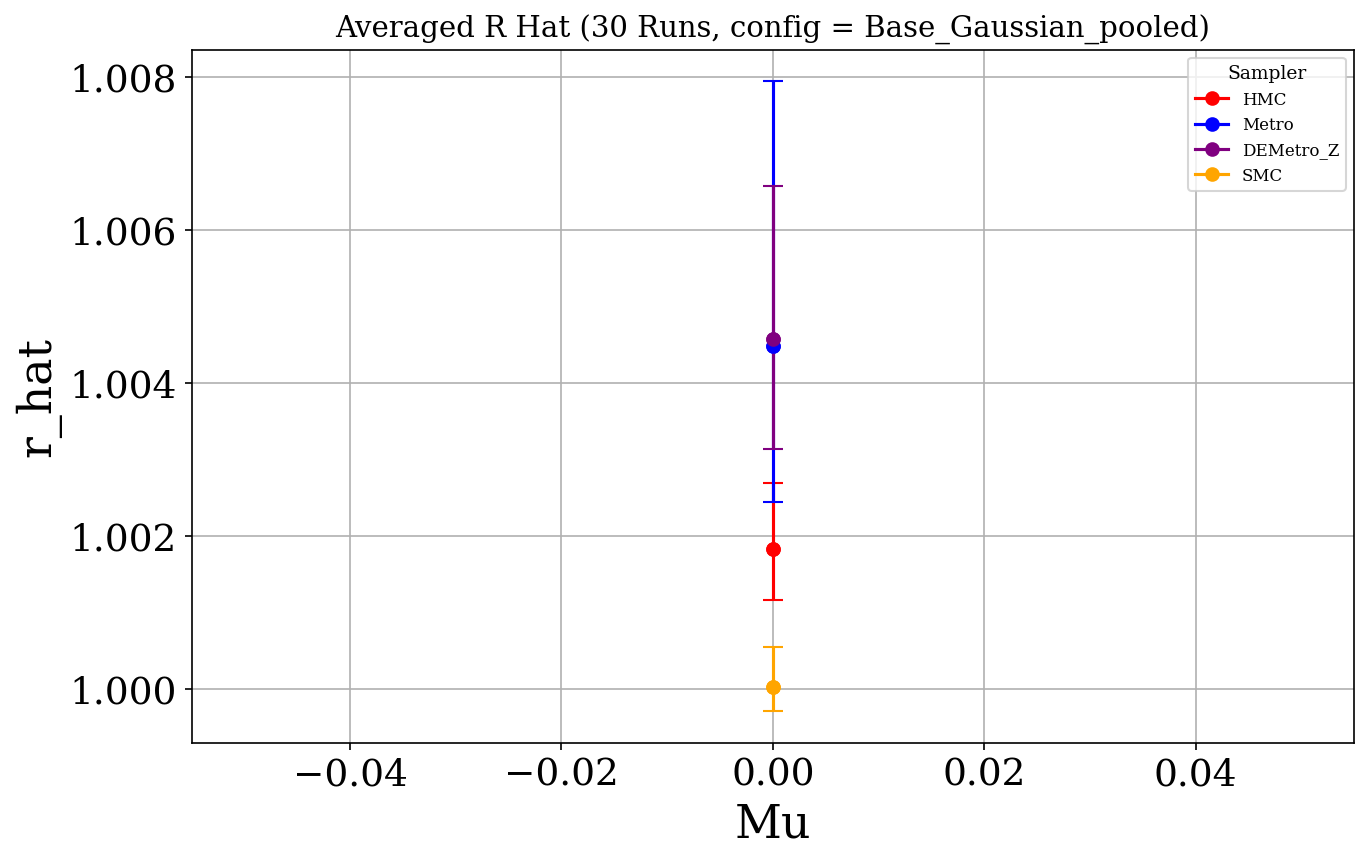 Averaged R Hat (30 Runs, config = Base_Gaussian_pooled)
Sampler
HMC
Metro
DEMetro_Z
SMC
r_hat
1.008
1.006
1.004
1.002
1.000
−0.04
−0.02
0.00
0.02
0.04
Mu